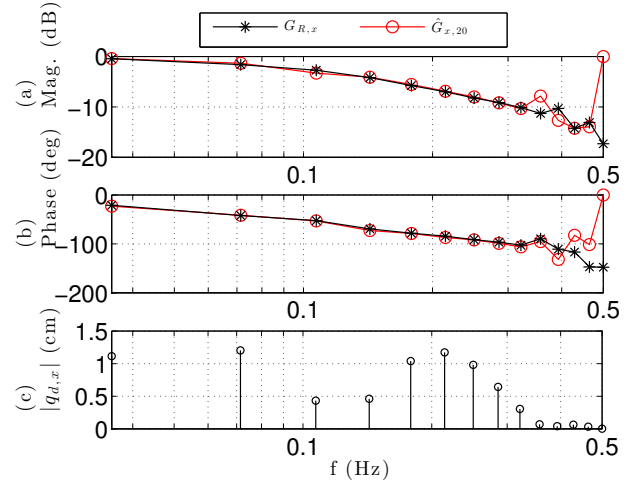 G_{R,x} Ĝ_{x,20}
(a)
Mag. (dB)
0
−10
−20
0.1 0.5
(b)
Phase (deg)
0
−100
−200
0.1 0.5
(c)
|q_{d,x}| (cm)
1.5
1
0.5
0
0.1 0.5
f (Hz)